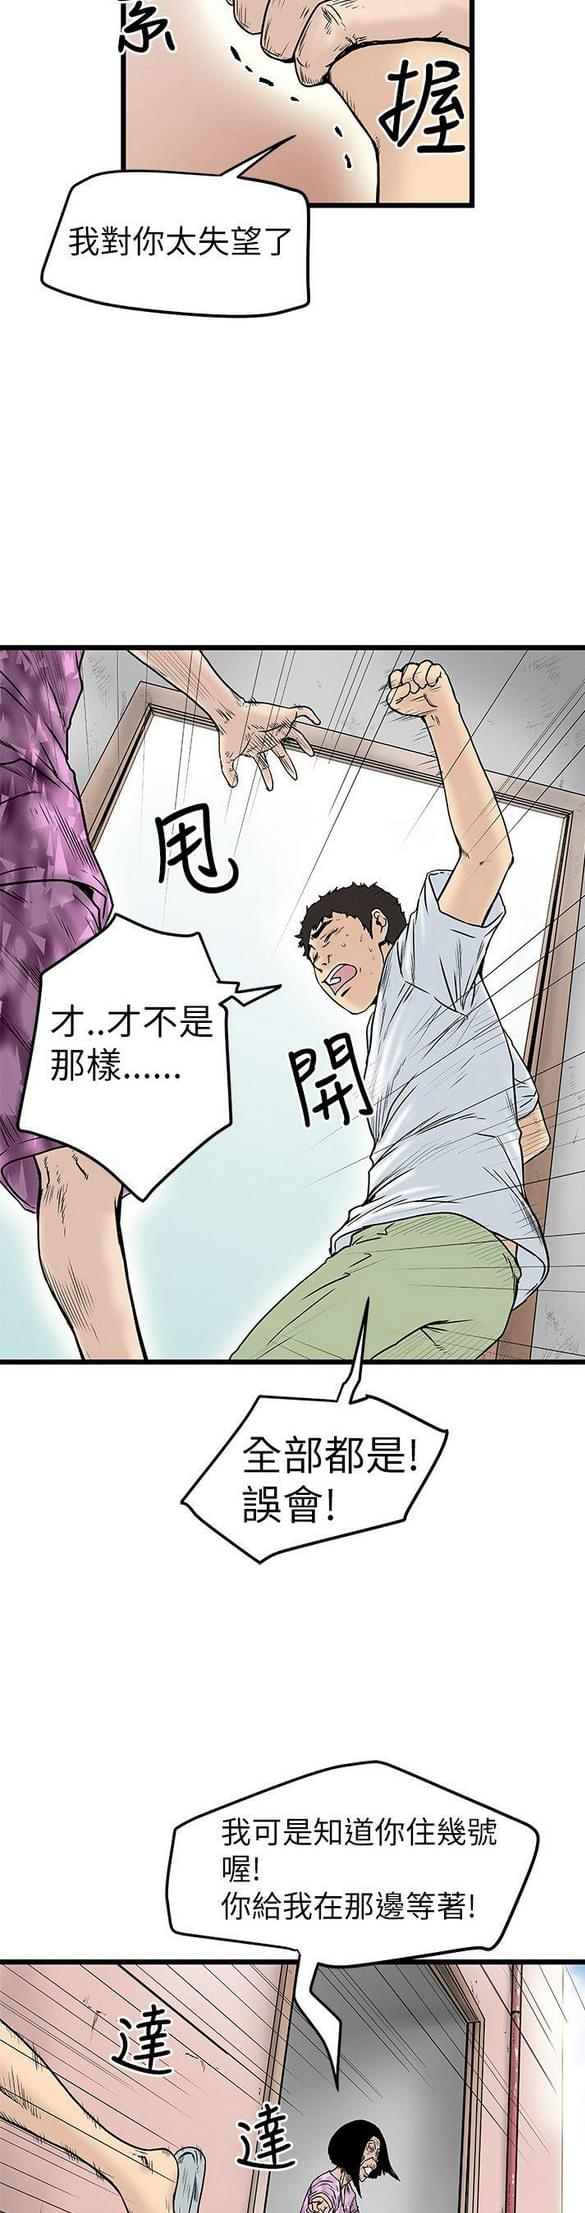 緊
握
我對你太失望了
甩
才..才不是
那樣......
開
全部都是!
誤會!
我可是知道你住幾號
喔!
你給我在那邊等著!
達
達